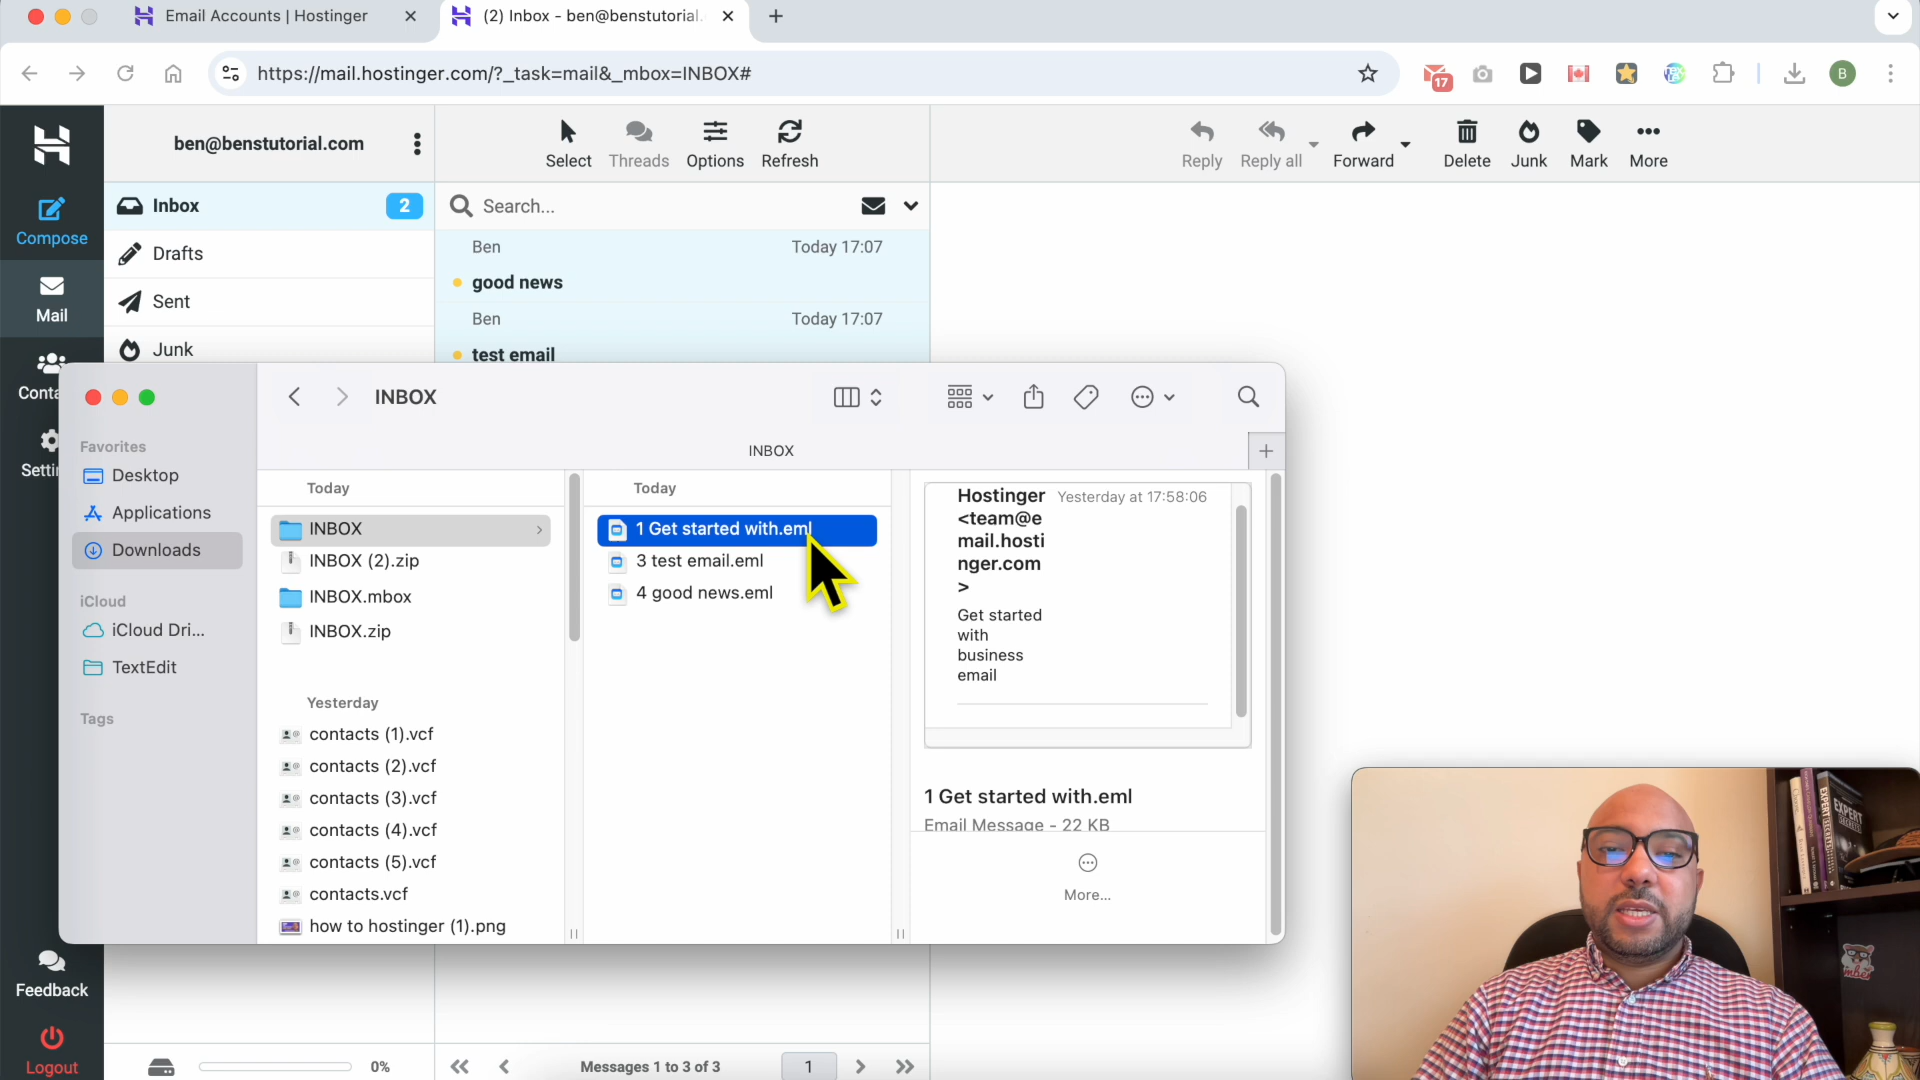 Email Accounts | Hostinger
(2) Inbox - ben@benstutorial.
https://mail.hostinger.com/?_task=mail&_mbox=INBOX#
17
B
ben@benstutorial.com
Select
Threads
Options
Refresh
Reply
Reply all
Forward
Delete
Junk
Mark
More
Compose
Mail
Conta
Settin
Feedback
Logout
Inbox
2
Drafts
Sent
Junk
Search...
Ben
Today 17:07
good news
Ben
Today 17:07
test email
INBOX
INBOX
Favorites
Desktop
Applications
Downloads
iCloud
iCloud Dri...
TextEdit
Tags
Today
INBOX
INBOX (2).zip
INBOX.mbox
INBOX.zip
Yesterday
contacts (1).vcf
contacts (2).vcf
contacts (3).vcf
contacts (4).vcf
contacts (5).vcf
contacts.vcf
how to hostinger (1).png
Today
1 Get started with.eml
3 test email.eml
4 good news.eml
Hostinger
Yesterday at 17:58:06
<team@e
mail.hosti
nger.com
>
Get started
with
business
email
1 Get started with.eml
Email Message - 22 KB
More...
0%
Messages 1 to 3 of 3
1
EXPERT
SECRETS
EXPERT